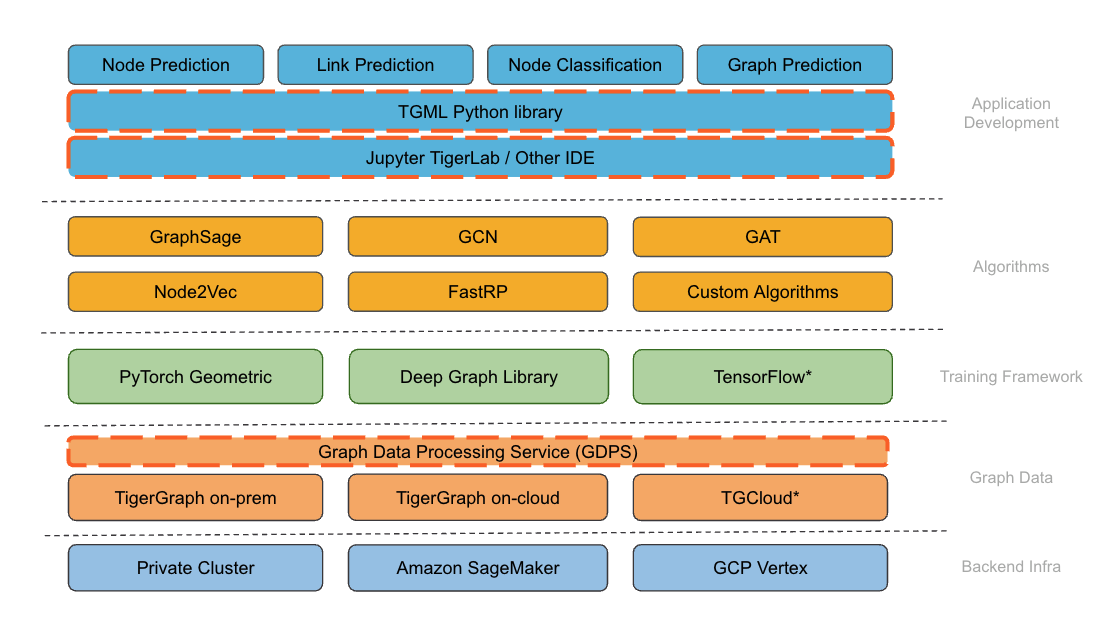 Node Prediction
Link Prediction
Node Classification
Graph Prediction
TGML Python library
Jupyter TigerLab / Other IDE
Application
Development
GraphSage
GCN
GAT
Node2Vec
FastRP
Custom Algorithms
Algorithms
PyTorch Geometric
Deep Graph Library
TensorFlow*
Training Framework
Graph Data Processing Service (GDPS)
TigerGraph on-prem
TigerGraph on-cloud
TGCloud*
Graph Data
Private Cluster
Amazon SageMaker
GCP Vertex
Backend Infra